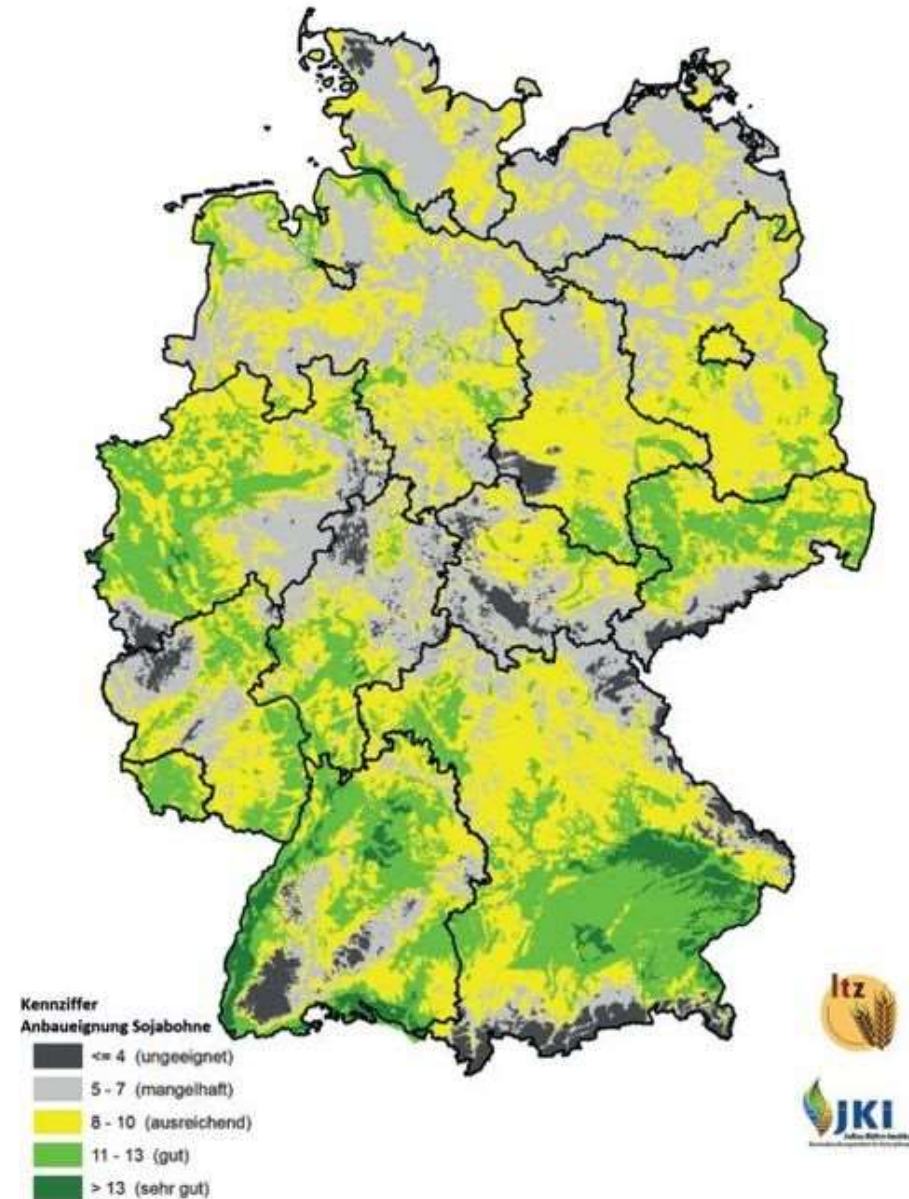 Kennziffer
Anbaueignung Sojabohne
<= 4 (ungeeignet)
5 - 7 (mangelhaft)
8 - 10 (ausreichend)
11 - 13 (gut)
> 13 (sehr gut)
ltz
JKI